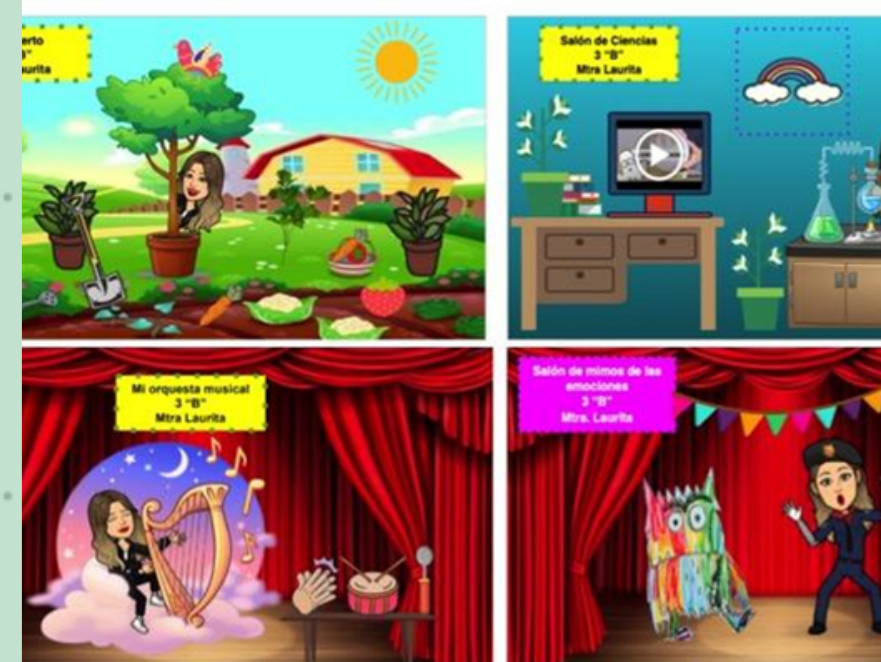 erto
B"
aurita
Salón de Ciencias
3 "B"
Mtra Laurita
Mi orquesta musical
3 "B"
Mtra Laurita
Salón de mimos de las
emociones
3 "B"
Mtra. Laurita